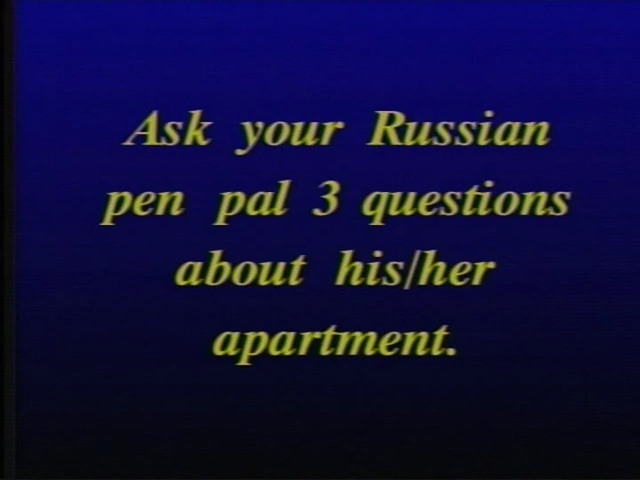 Ask your Russian
pen pal 3 questions
about his/her
apartment.